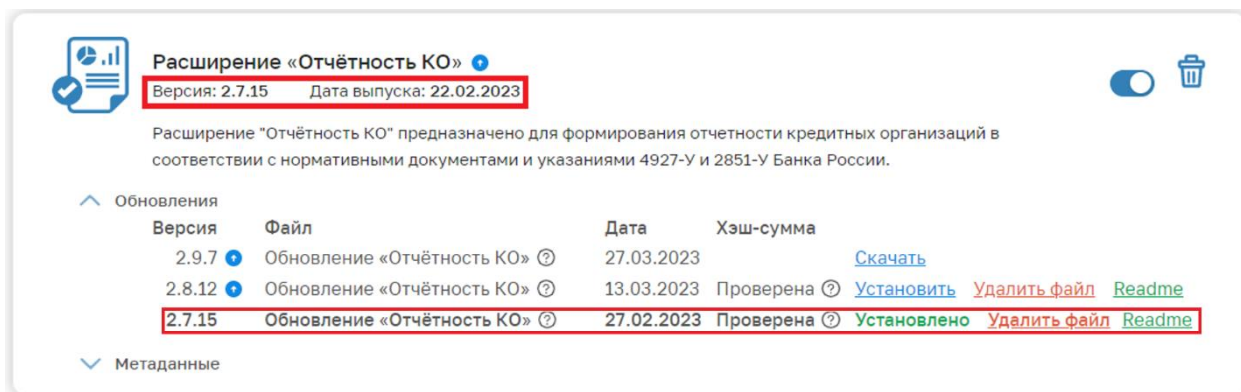 Расширение «Отчётность КО»
Версия: 2.7.15 Дата выпуска: 22.02.2023
Расширение "Отчётность КО" предназначено для формирования отчетности кредитных организаций в
соответствии с нормативными документами и указаниями 4927-У и 2851-У Банка России.
Обновления
Версия Файл Дата Хэш-сумма
2.9.7 Обновление «Отчётность КО» 27.03.2023 Скачать
2.8.12 Обновление «Отчётность КО» 13.03.2023 Проверена Установить Удалить файл Readme
2.7.15 Обновление «Отчётность КО» 27.02.2023 Проверена Установлено Удалить файл Readme
Метаданные